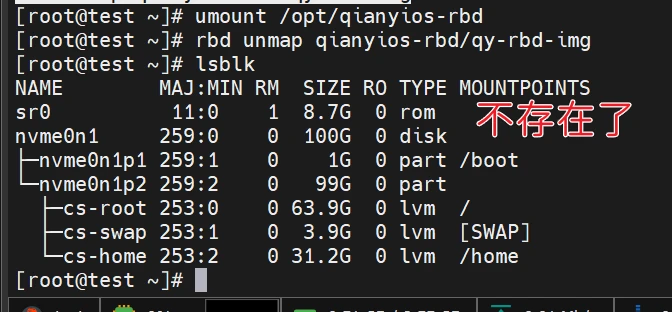 [root@test ~]# umount /opt/qianyios-rbd
[root@test ~]# rbd unmap qianyios-rbd/qy-rbd-img
[root@test ~]# lsblk
NAME        MAJ:MIN RM  SIZE RO TYPE MOUNTPOINTS
sr0          11:0    1  8.7G  0 rom
不存在了
nvme0n1     259:0    0  100G  0 disk
├─nvme0n1p1 259:1    0    1G  0 part /boot
└─nvme0n1p2 259:2    0   99G  0 part
  ├─cs-root 253:0    0 63.9G  0 lvm  /
  ├─cs-swap 253:1    0  3.9G  0 lvm  [SWAP]
  └─cs-home 253:2    0 31.2G  0 lvm  /home
[root@test ~]#